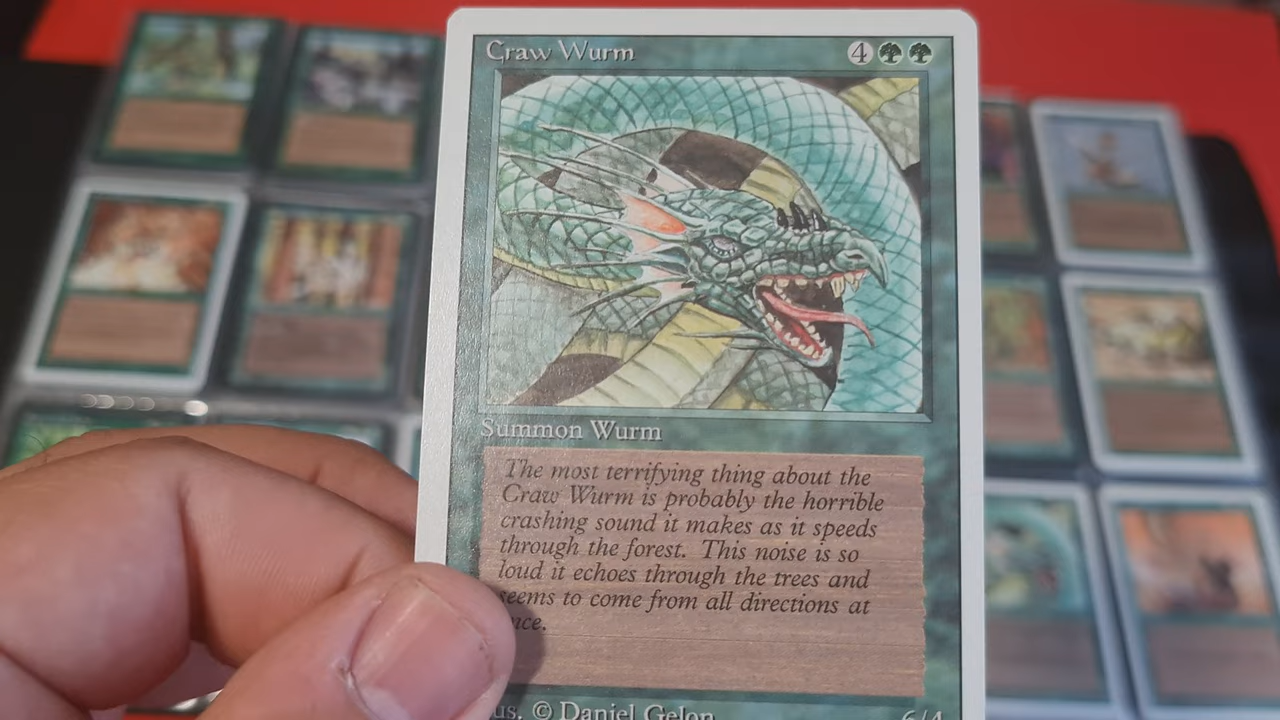 Craw Wurm 4
Summon Wurm
The most terrifying thing about the
Craw Wurm is probably the horrible
crashing sound it makes as it speeds
through the forest. This noise is so
loud it echoes through the trees and
seems to come from all directions at
nce.
us. © Daniel Gelon
6/4